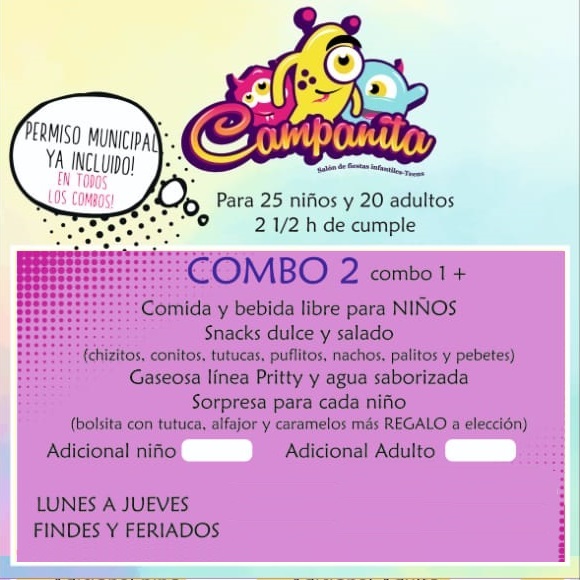 Campanita
Salón de fiestas infantiles-Teens
PERMISO MUNICIPAL
YA INCLUIDO!
EN TODOS
LOS COMBOS!
Para 25 niños y 20 adultos
2 1/2 h de cumple
COMBO 2 combo 1 +
Comida y bebida libre para NIÑOS
Snacks dulce y salado
(chizitos, conitos, tutucas, puflitos, nachos, palitos y pebetes)
Gaseosa línea Pritty y agua saborizada
Sorpresa para cada niño
(bolsita con tutuca, alfajor y caramelos más REGALO a elección)
Adicional niño Adicional Adulto
LUNES A JUEVES
FINDES Y FERIADOS